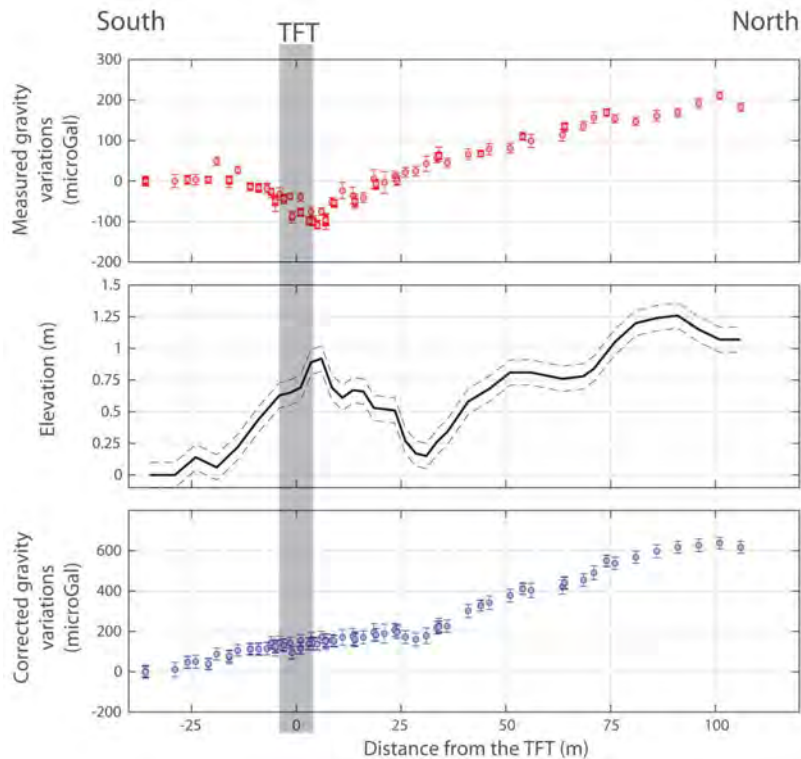 South
TFT
North
Measured gravity
variations
(microGal)
300
200
100
0
-100
-200
Elevation (m)
1.5
1.25
1
0.75
0.5
0.25
0
Corrected gravity
variations
(microGal)
600
400
200
0
-200
-25 0 25 50 75 100
Distance from the TFT (m)